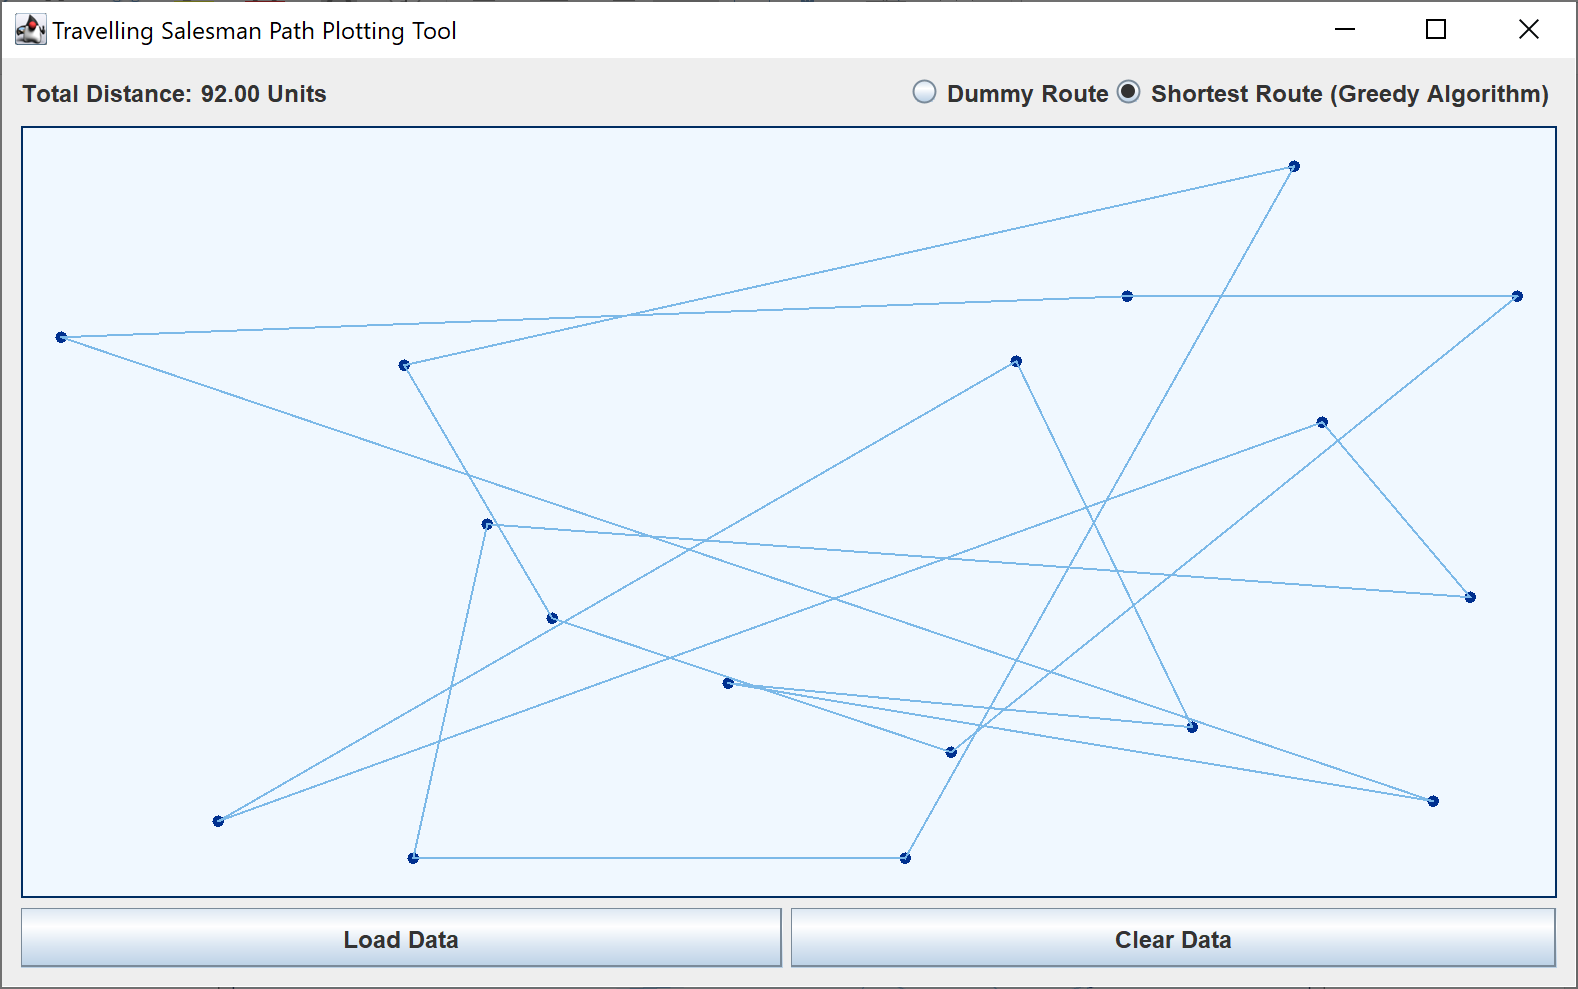 Travelling Salesman Path Plotting Tool
Total Distance: 92.00 Units
Dummy Route
Shortest Route (Greedy Algorithm)
Load Data
Clear Data